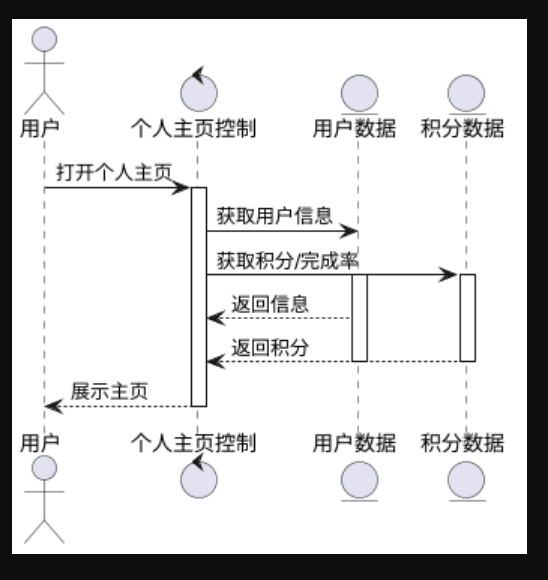 用户
个人主页控制
用户数据
积分数据
打开个人主页
获取用户信息
获取积分/完成率
返回信息
返回积分
展示主页
用户
个人主页控制
用户数据
积分数据